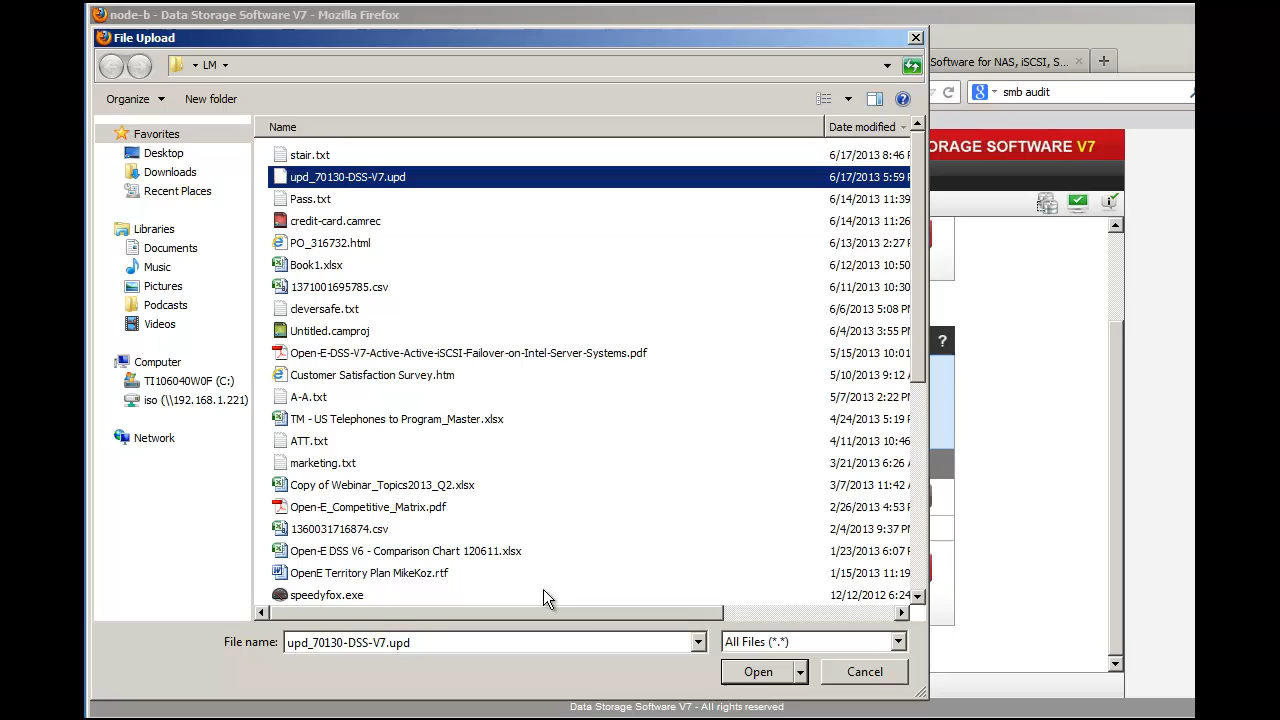 node-b - Data Storage Software V7 - Mozilla Firefox
File Upload
LM
Software for NAS, iSCSI, S...
smb audit
Organize
New folder
Name
Date modified
ORAGE SOFTWARE V7
Favorites
Desktop
Downloads
Recent Places
Libraries
Documents
Music
Pictures
Podcasts
Videos
Computer
TI106040W0F (C:)
iso (\\192.168.1.221)
Network
stair.txt 6/17/2013 8:46 P
upd_70130-DSS-V7.upd 6/17/2013 5:59 P
Pass.txt 6/14/2013 11:39
credit-card.camrec 6/14/2013 11:26
PO_316732.html 6/13/2013 2:27 P
Book1.xlsx 6/12/2013 10:50
1371001695785.csv 6/11/2013 10:30
cleversafe.txt 6/6/2013 5:08 PM
Untitled.camproj 6/4/2013 3:55 PM
Open-E-DSS-V7-Active-Active-iSCSI-Failover-on-Intel-Server-Systems.pdf 5/15/2013 10:01
Customer Satisfaction Survey.htm 5/10/2013 9:12 A
A-A.txt 5/7/2013 2:22 PM
TM - US Telephones to Program_Master.xlsx 4/24/2013 5:19 P
ATT.txt 4/11/2013 10:46
marketing.txt 3/21/2013 6:26 A
Copy of Webinar_Topics2013_Q2.xlsx 3/7/2013 11:42 A
Open-E_Competitive_Matrix.pdf 2/26/2013 4:53 P
1360031716874.csv 2/4/2013 9:37 PM
Open-E DSS V6 - Comparison Chart 120611.xlsx 1/23/2013 6:07 P
OpenE Territory Plan MikeKoz.rtf 1/15/2013 11:19
speedyfox.exe 12/12/2012 6:24
?
File name: upd_70130-DSS-V7.upd
All Files (*.*)
Open
Cancel
Data Storage Software V7 - All rights reserved